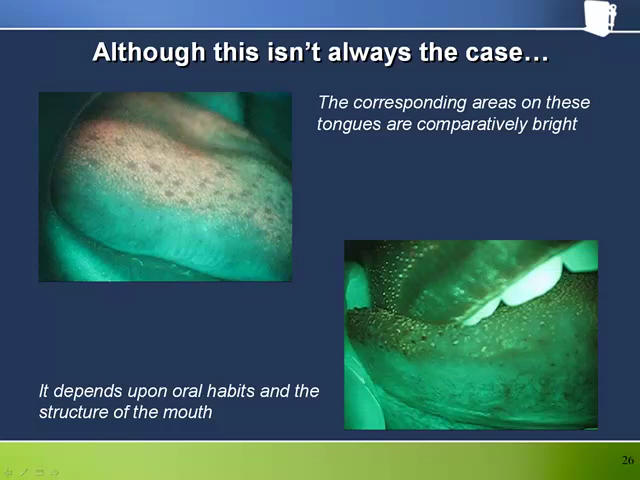 Although this isn't always the case…
The corresponding areas on these
tongues are comparatively bright
It depends upon oral habits and the
structure of the mouth
26